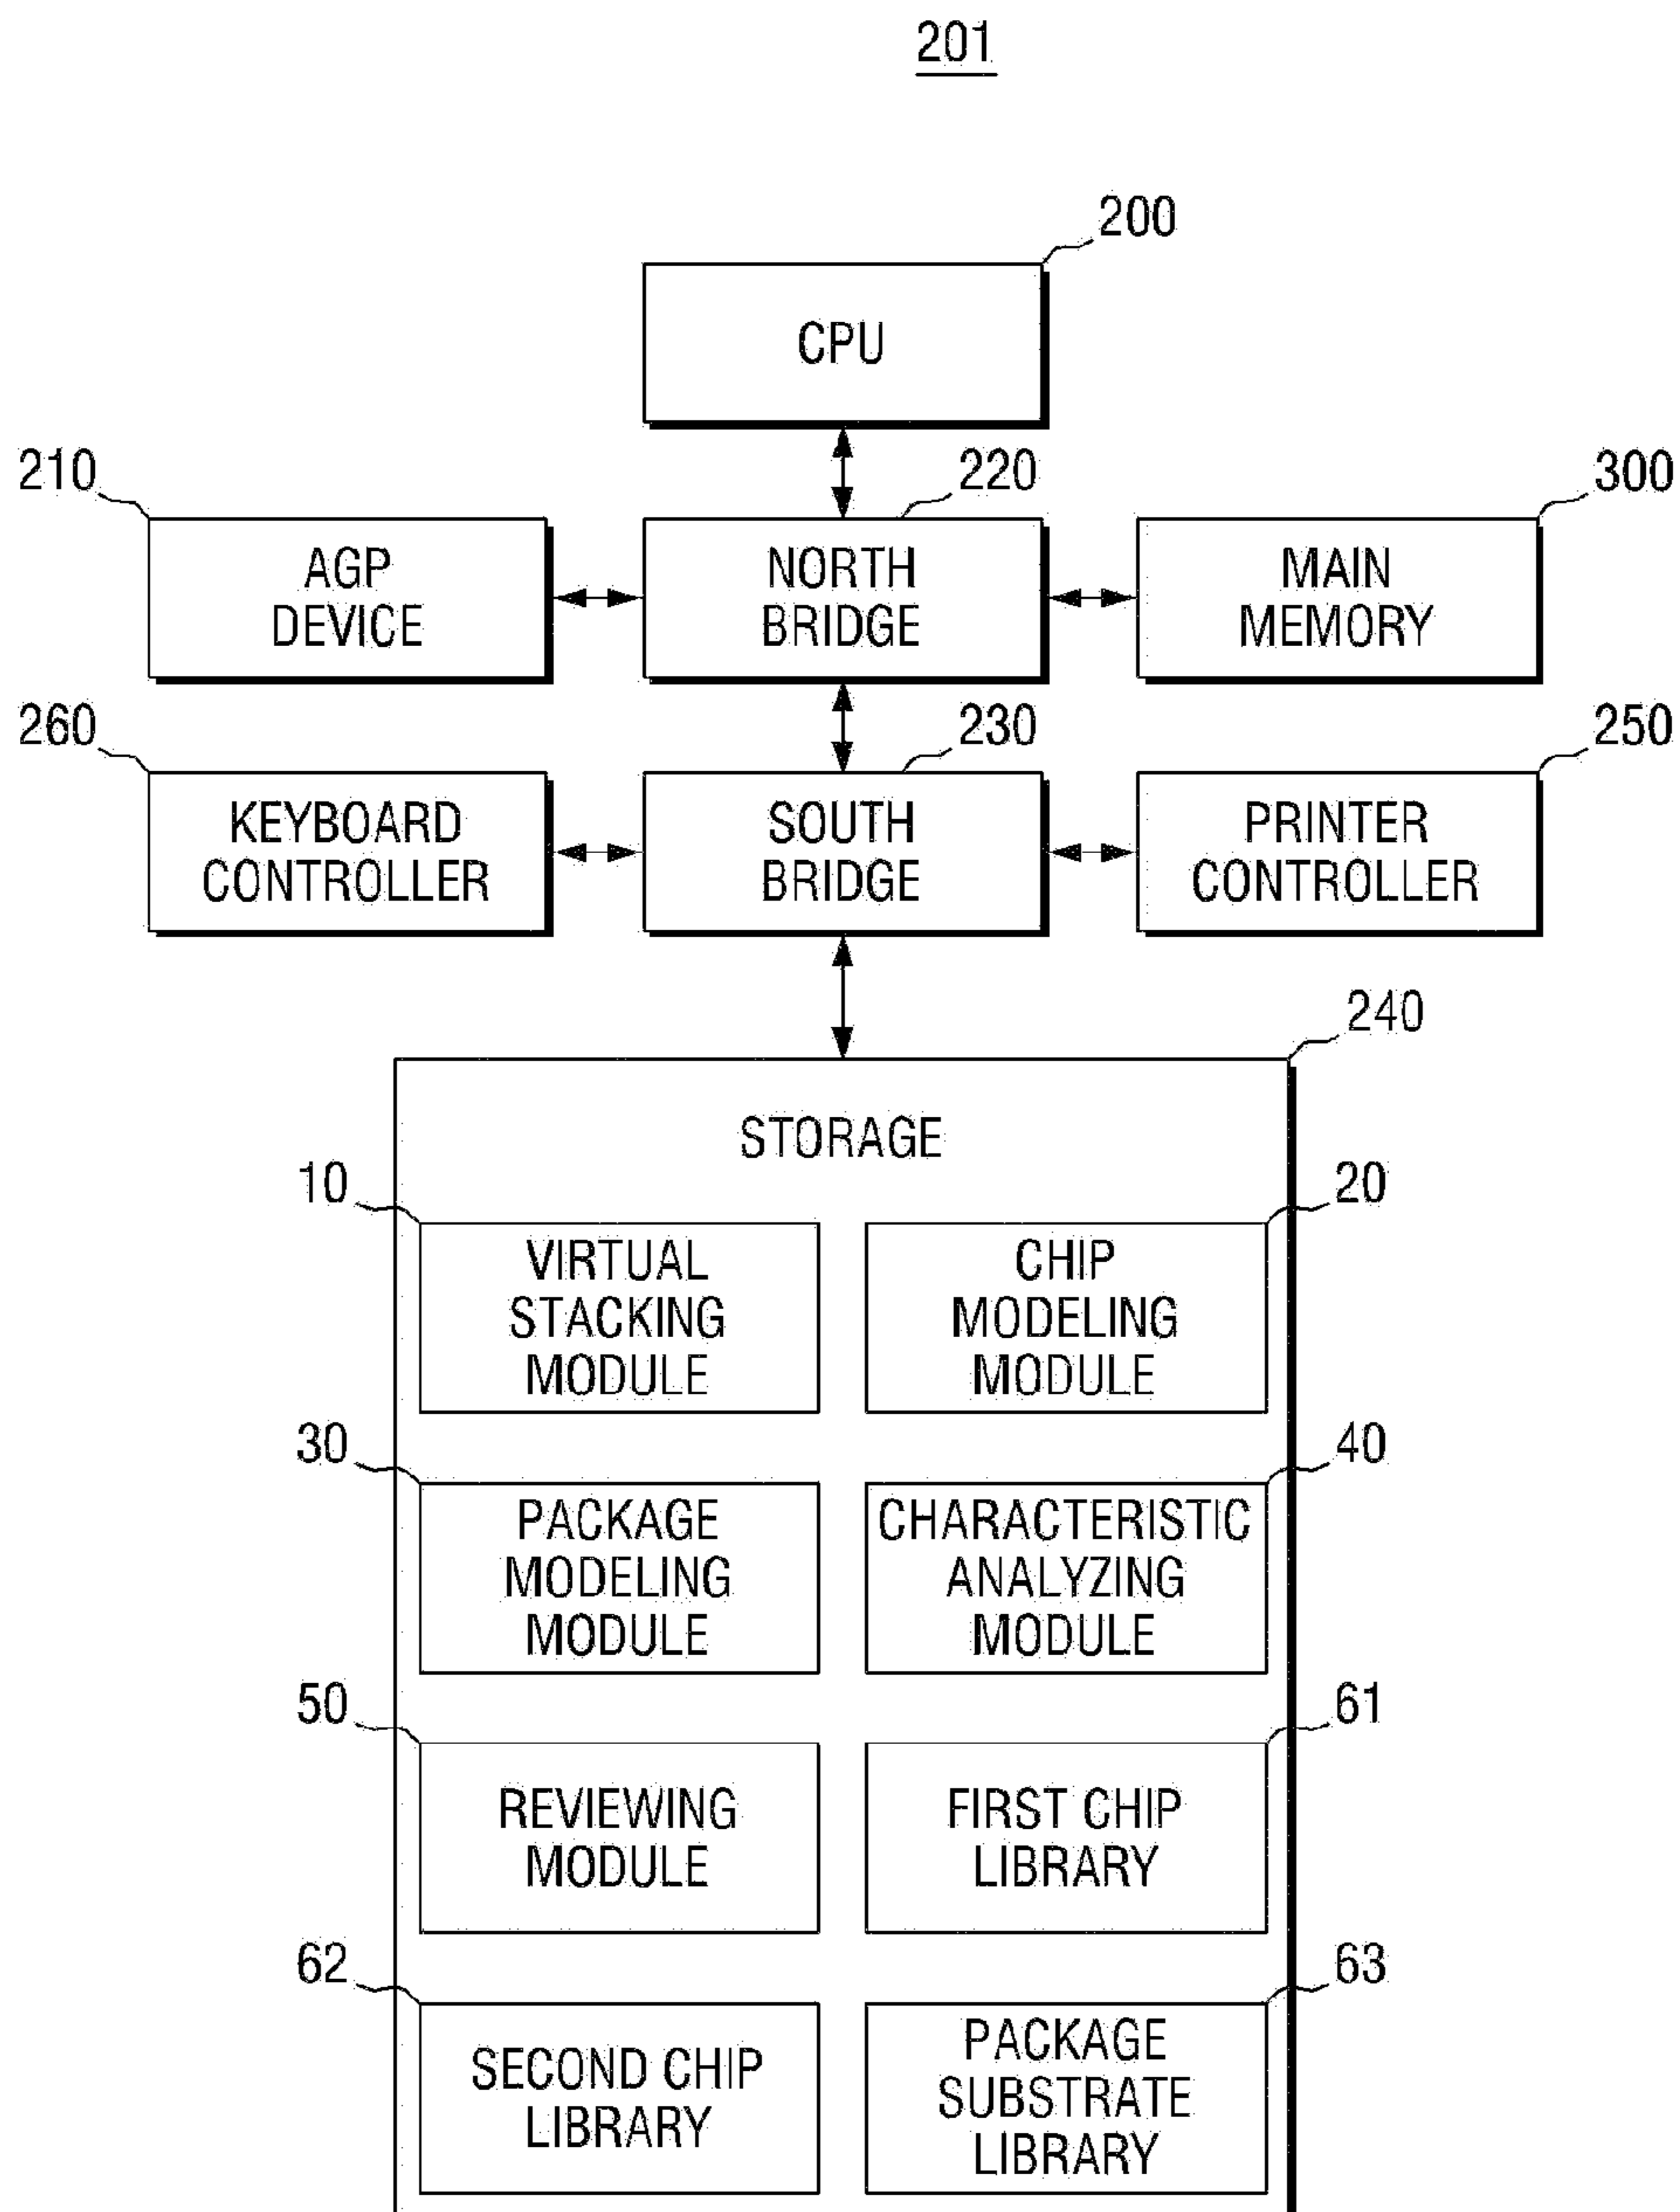 201
200
CPU
210
220
300
AGP
DEVICE
NORTH
BRIDGE
MAIN
MEMORY
260
230
250
KEYBOARD
CONTROLLER
SOUTH
BRIDGE
PRINTER
CONTROLLER
240
STORAGE
10
20
VIRTUAL
STACKING
MODULE
CHIP
MODELING
MODULE
30
40
PACKAGE
MODELING
MODULE
CHARACTERISTIC
ANALYZING
MODULE
50
61
REVIEWING
MODULE
FIRST CHIP
LIBRARY
62
63
SECOND CHIP
LIBRARY
PACKAGE
SUBSTRATE
LIBRARY